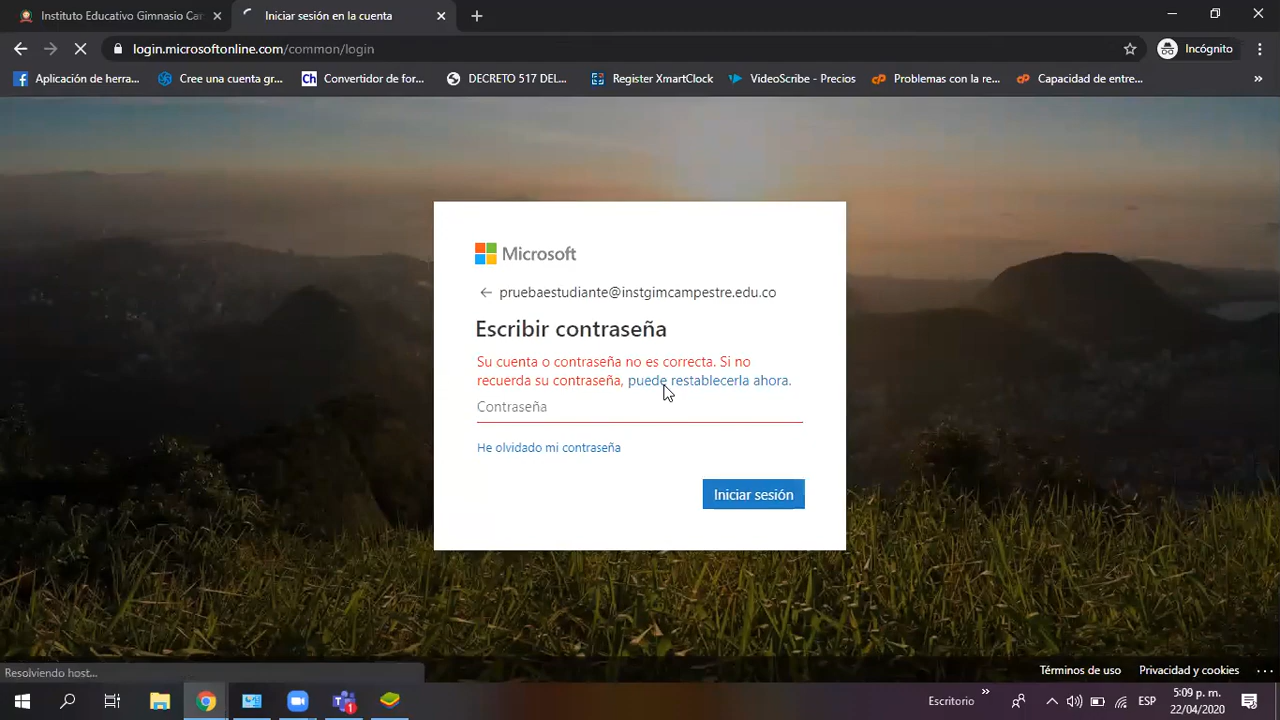 Instituto Educativo Gimnasio Can
Iniciar sesión en la cuenta
login.microsoftonline.com/common/login
Incógnito
Aplicación de herra...
Cree una cuenta gr...
Ch Convertidor de for...
DECRETO 517 DEL...
Register XmartClock
VideoScribe - Precios
cp Problemas con la re...
cp Capacidad de entre...
Microsoft
pruebaestudiante@instgimcampestre.edu.co
Escribir contraseña
Su cuenta o contraseña no es correcta. Si no
recuerda su contraseña, puede restablecerla ahora.
Contraseña
He olvidado mi contraseña
Iniciar sesión
Resolviendo host...
Términos de uso
Privacidad y cookies
...
Escritorio
ESP
5:09 p. m.
22/04/2020